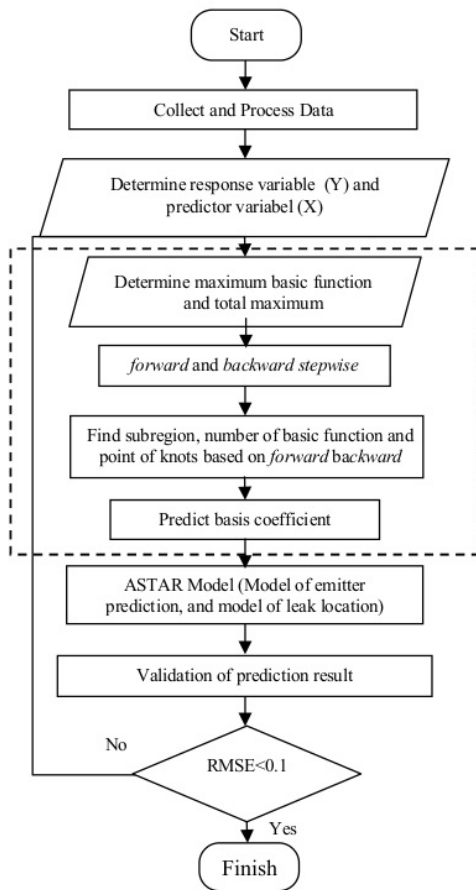 Start
Collect and Process Data
Determine response variable (Y) and
predictor variabel (X)
Determine maximum basic function
and total maximum
forward and backward stepwise
Find subregion, number of basic function and
point of knots based on forward backward
Predict basis coefficient
ASTAR Model (Model of emitter
prediction, and model of leak location)
Validation of prediction result
No
RMSE<0.1
Yes
Finish